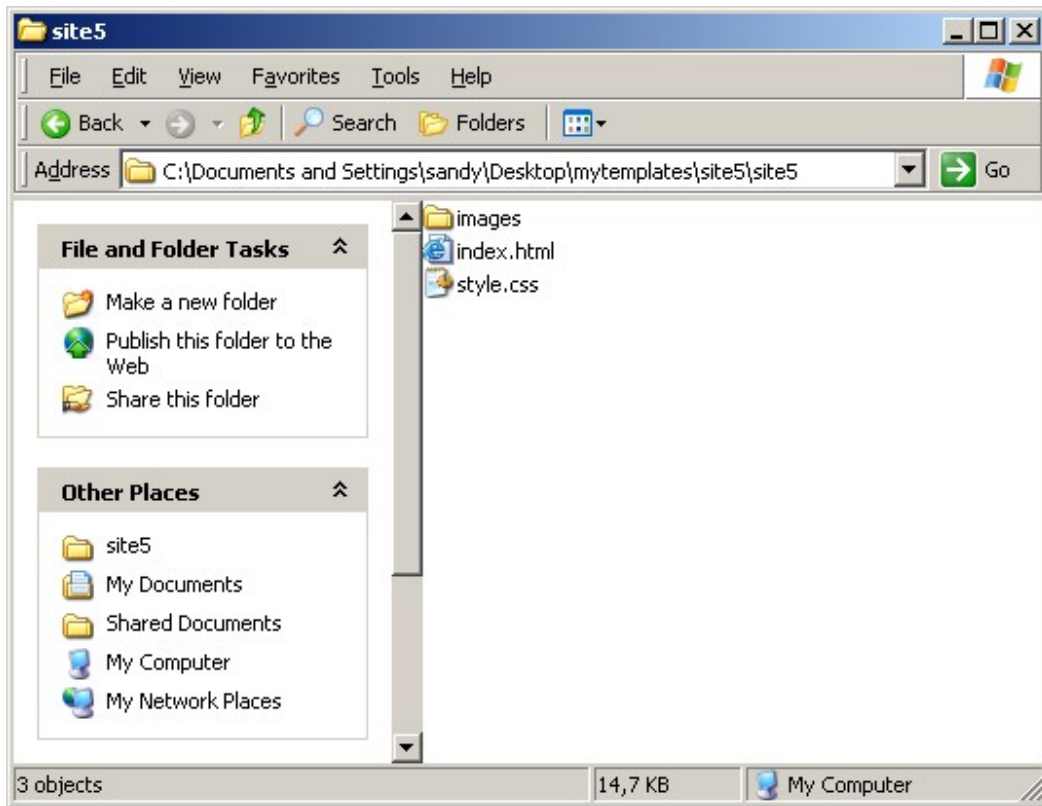 site5
File Edit View Favorites Tools Help
Back Search Folders
Address C:\Documents and Settings\sandy\Desktop\mytemplates\site5\site5 Go
File and Folder Tasks
Make a new folder
Publish this folder to the
Web
Share this folder
Other Places
site5
My Documents
Shared Documents
My Computer
My Network Places
images
index.html
style.css
3 objects 14,7 KB My Computer